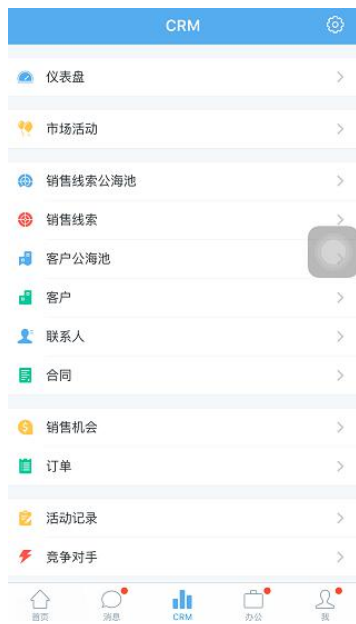 CRM
仪表盘
市场活动
销售线索公海池
销售线索
客户公海池
客户
联系人
合同
销售机会
订单
活动记录
竞争对手
首页 消息 CRM 办公 我